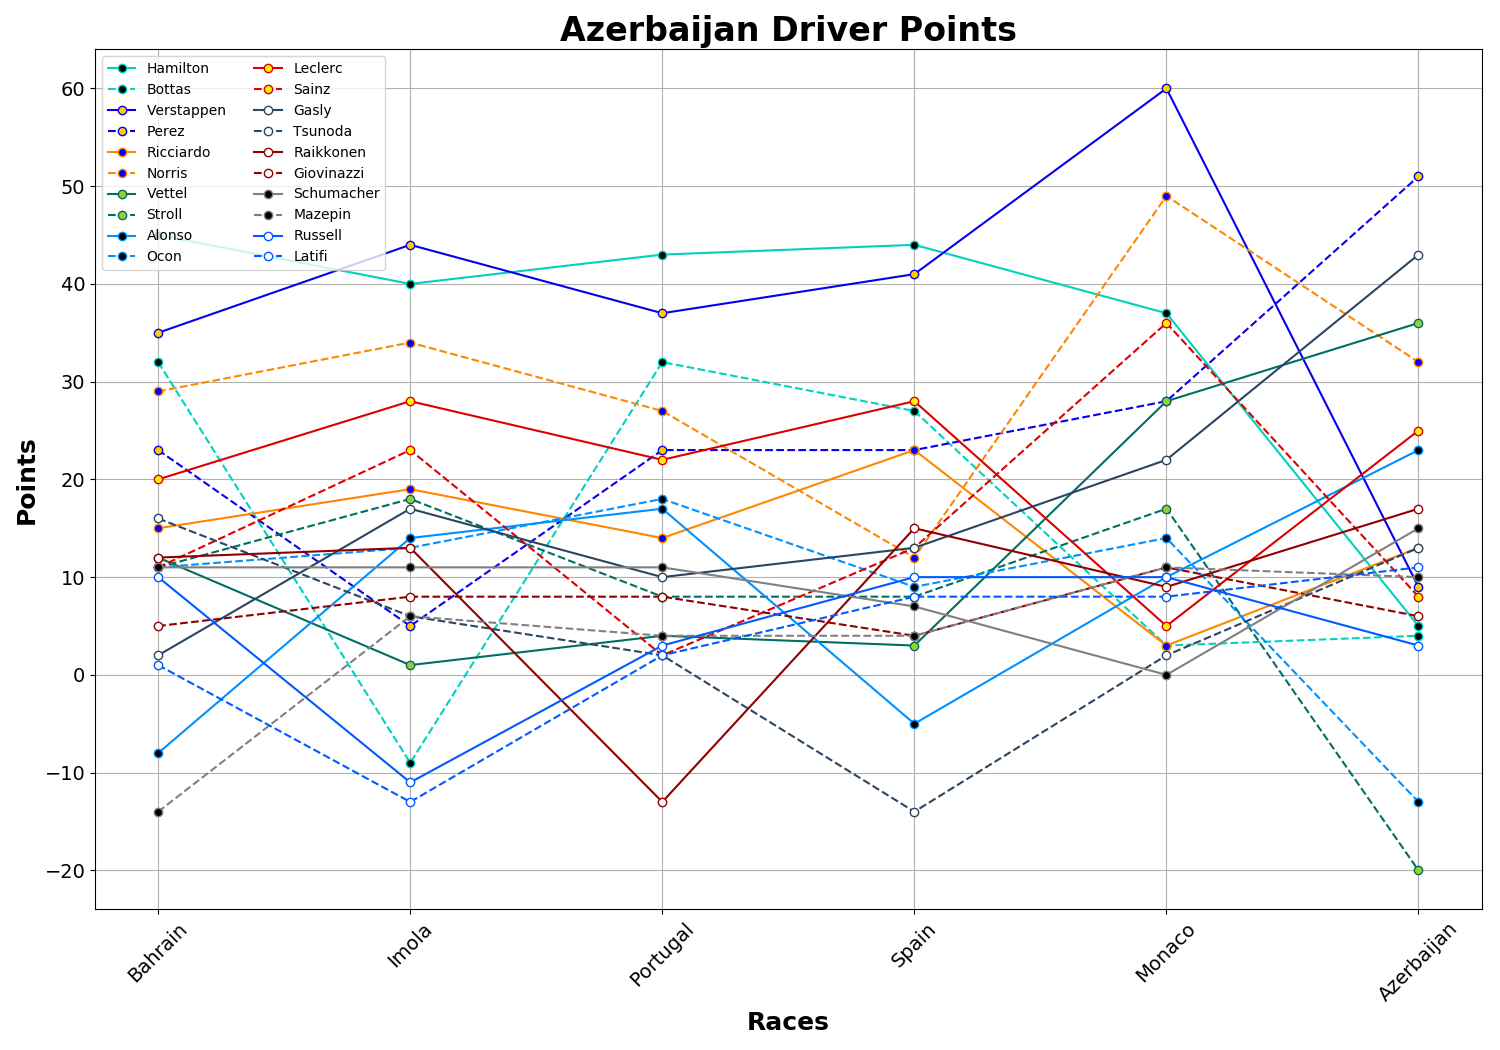 Azerbaijan Driver Points
Hamilton
Bottas
Verstappen
Perez
Ricciardo
Norris
Vettel
Stroll
Alonso
Ocon
Leclerc
Sainz
Gasly
Tsunoda
Raikkonen
Giovinazzi
Schumacher
Mazepin
Russell
Latifi
Points
60
50
40
30
20
10
0
−10
−20
Bahrain
Imola
Portugal
Spain
Monaco
Azerbaijan
Races